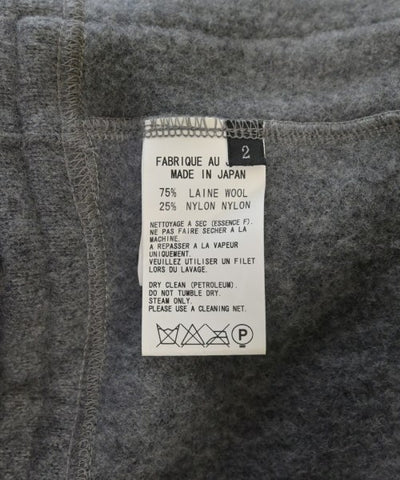 2
FABRIQUE AU
MADE IN JAPAN
75% LAINE WOOL
25% NYLON NYLON
NETTOYAGE A SEC (ESSENCE F).
NE PAS FAIRE SECHER A LA
MACHINE.
A REPASSER A LA VAPEUR
UNIQUEMENT.
VEUILLEZ UTILISER UN FILET
LORS DU LAVAGE.
DRY CLEAN (PETROLEUM).
DO NOT TUMBLE DRY.
STEAM ONLY.
PLEASE USE A CLEANING NET.
P